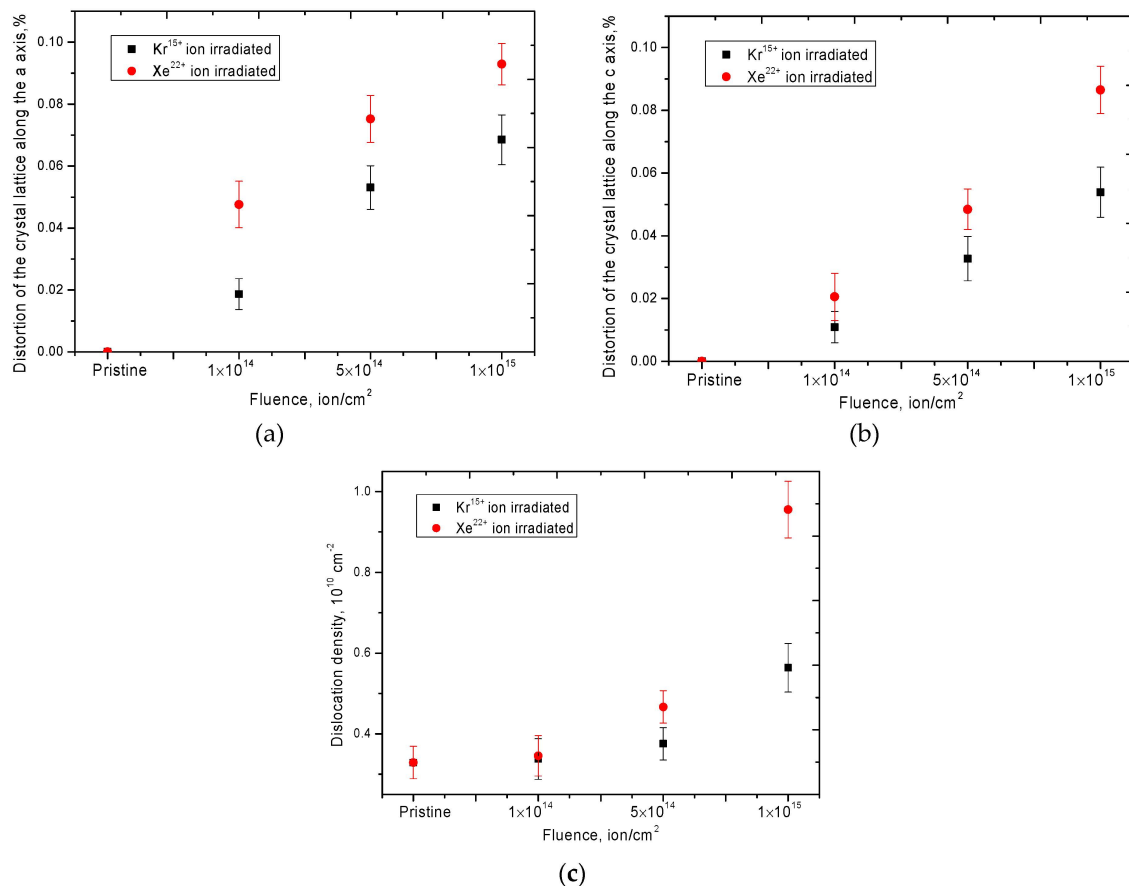 Distortion of the crystal lattice along the a axis,%
0.10
0.08
0.06
0.04
0.02
0.00
Kr¹⁵⁺ ion irradiated
Xe²²⁺ ion irradiated
Pristine
1×10¹⁴
5×10¹⁴
1×10¹⁵
Fluence, ion/cm²
(a)
Distortion of the crystal lattice along the c axis,%
0.10
0.08
0.06
0.04
0.02
0.00
Kr¹⁵⁺ ion irradiated
Xe²²⁺ ion irradiated
Pristine
1×10¹⁴
5×10¹⁴
1×10¹⁵
Fluence, ion/cm²
(b)
Dislocation density, 10¹⁰ cm⁻²
1.0
0.8
0.6
0.4
Kr¹⁵⁺ ion irradiated
Xe²²⁺ ion irradiated
Pristine
1×10¹⁴
5×10¹⁴
1×10¹⁵
Fluence, ion/cm²
(c)